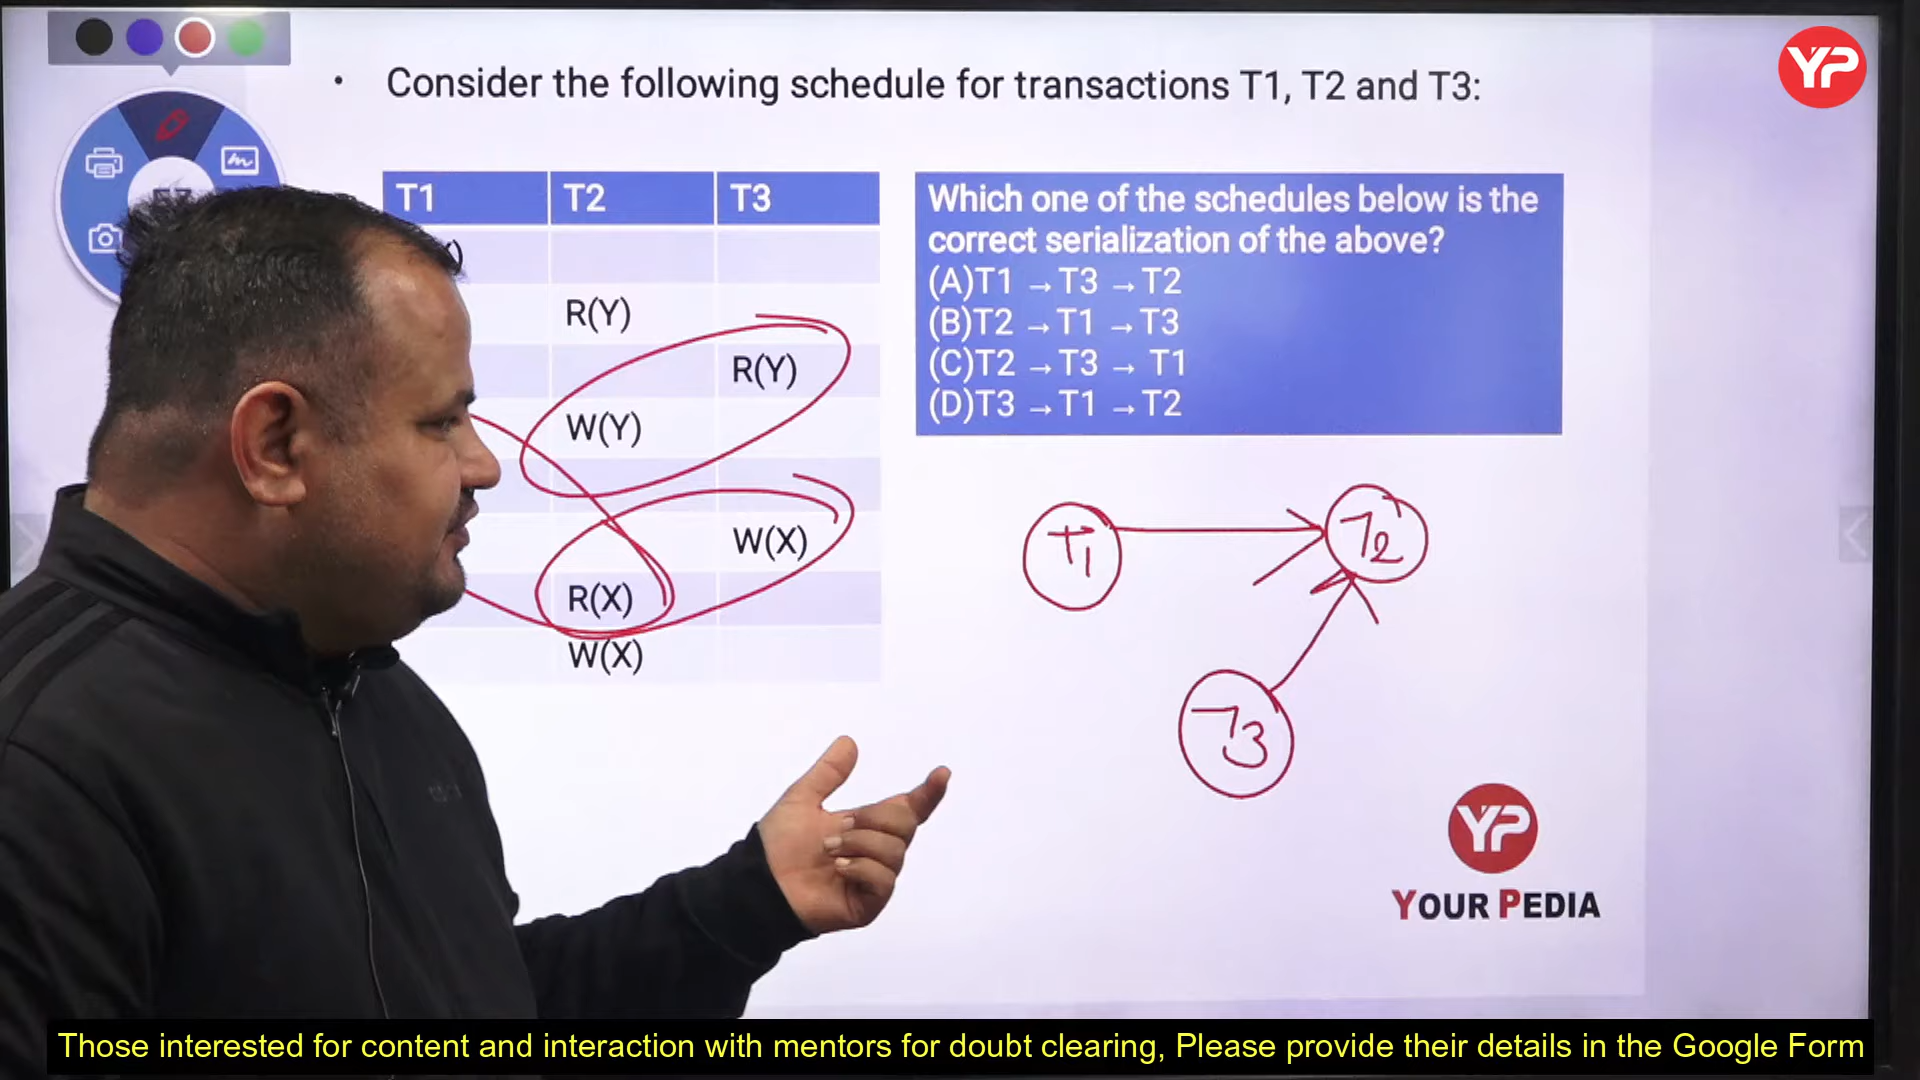 YP
• Consider the following schedule for transactions T1, T2 and T3:
T1 T2 T3
R(Y)
R(Y)
W(Y)
W(X)
R(X)
W(X)
Which one of the schedules below is the
correct serialization of the above?
(A)T1 → T3 → T2
(B)T2 → T1 → T3
(C)T2 → T3 → T1
(D)T3 → T1 → T2
T1
T2
T3
YP
YOUR PEDIA
Those interested for content and interaction with mentors for doubt clearing, Please provide their details in the Google Form